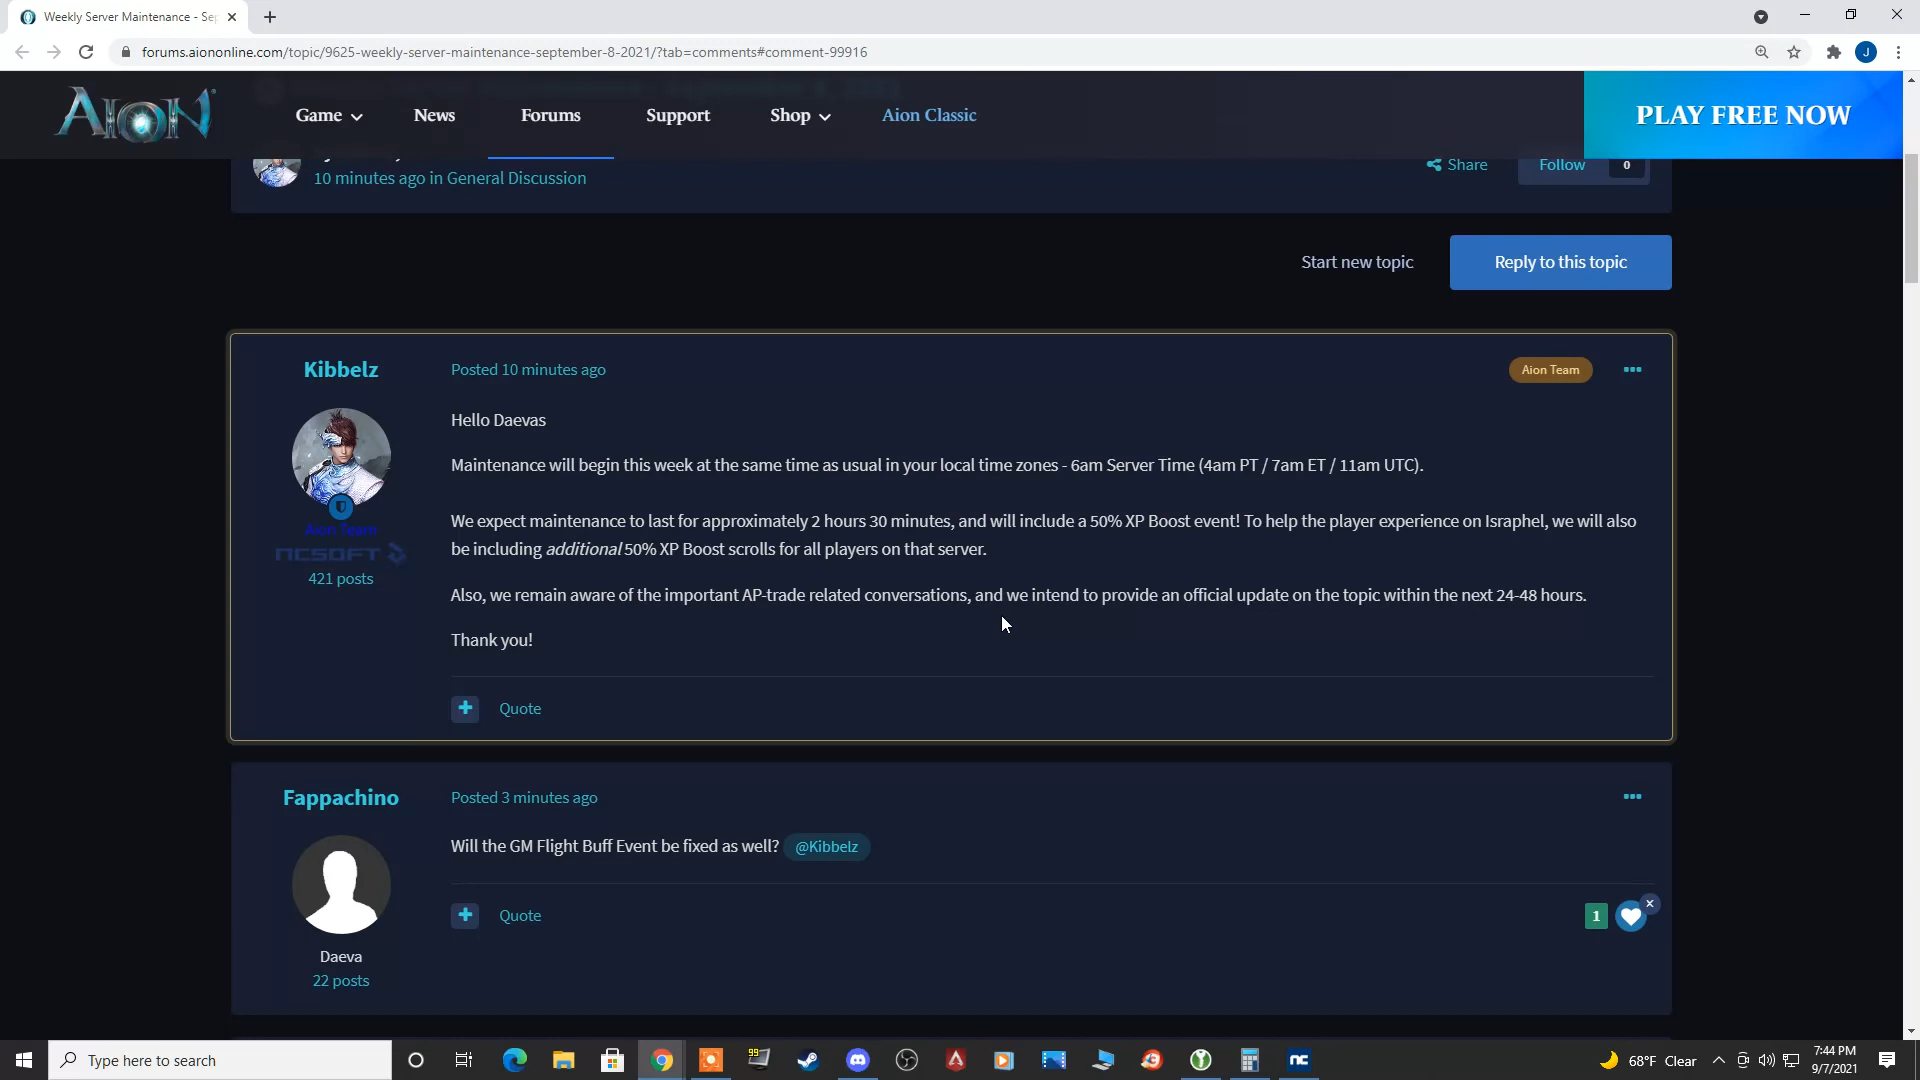 Weekly Server Maintenance - Sep
forums.aiononline.com/topic/9625-weekly-server-maintenance-september-8-2021/?tab=comments#comment-99916
J
AION
Game
News
Forums
Support
Shop
Aion Classic
PLAY FREE NOW
10 minutes ago in General Discussion
Share
Follow
0
Start new topic
Reply to this topic
Kibbelz
Posted 10 minutes ago
Aion Team
Hello Daevas
Maintenance will begin this week at the same time as usual in your local time zones - 6am Server Time (4am PT / 7am ET / 11am UTC).
We expect maintenance to last for approximately 2 hours 30 minutes, and will include a 50% XP Boost event! To help the player experience on Israphel, we will also
be including additional 50% XP Boost scrolls for all players on that server.
Also, we remain aware of the important AP-trade related conversations, and we intend to provide an official update on the topic within the next 24-48 hours.
Thank you!
Aion Team
NCSOFT
421 posts
Quote
Fappachino
Posted 3 minutes ago
Will the GM Flight Buff Event be fixed as well? @Kibbelz
Quote
1
Daeva
22 posts
Type here to search
99
nc
68°F Clear
7:44 PM
9/7/2021